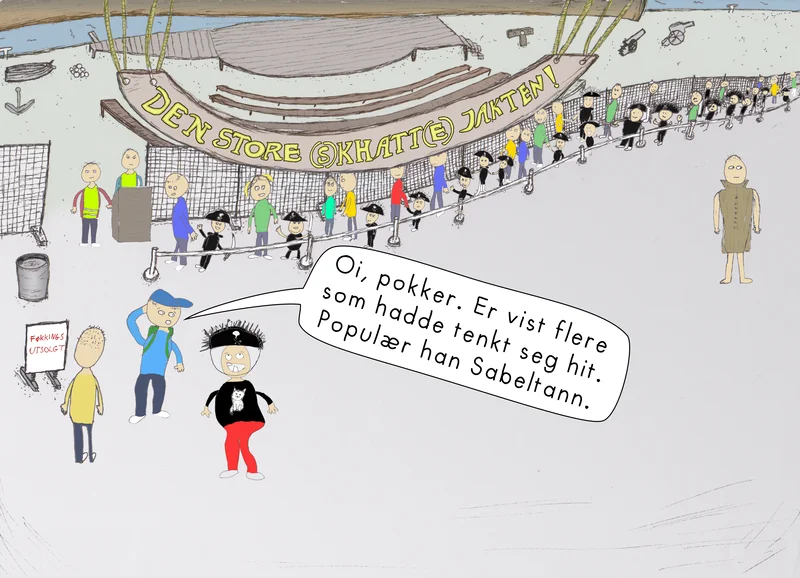 DEN STORE (S)KHATT(E) JAKTEN!
FØKKINGS
UTSOLGT
Oi, pokker. Er vist flere
som hadde tenkt seg hit.
Populær han Sabeltann.